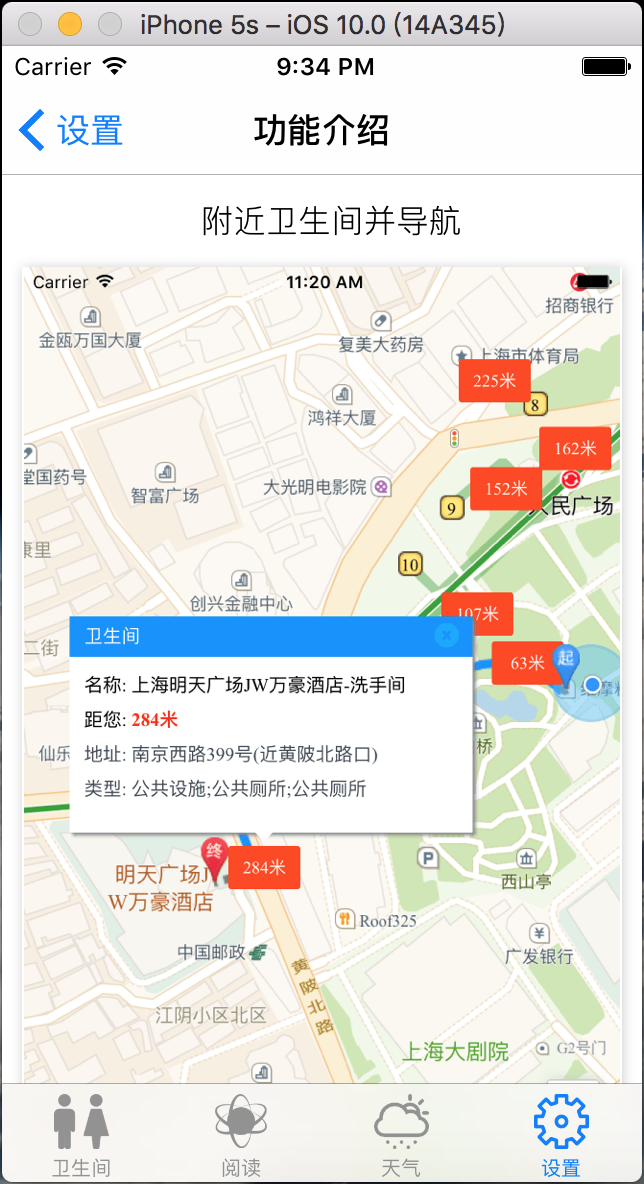 iPhone 5s – iOS 10.0 (14A345)
Carrier 9:34 PM
设置 功能介绍
附近卫生间并导航
Carrier 11:20 AM
招商银行
金瓯万国大厦
复美大药房
上海市体育局
225米
8
鸿祥大厦
162米
堂国药号
智富广场
大光明电影院
152米
9
人民广场
康里
10
创兴金融中心
107米
二街
卫生间
63米
起
名称: 上海明天广场JW万豪酒店-洗手间
距您: 284米
地址: 南京西路399号(近黄陂北路口)
类型: 公共设施;公共厕所;公共厕所
仙乐
桥
终
284米
明天广场J
W万豪酒店
P
西山亭
Roof325
中国邮政
广发银行
黄陂北路
江阴小区北区
上海大剧院
G2号门
卫生间 阅读 天气 设置